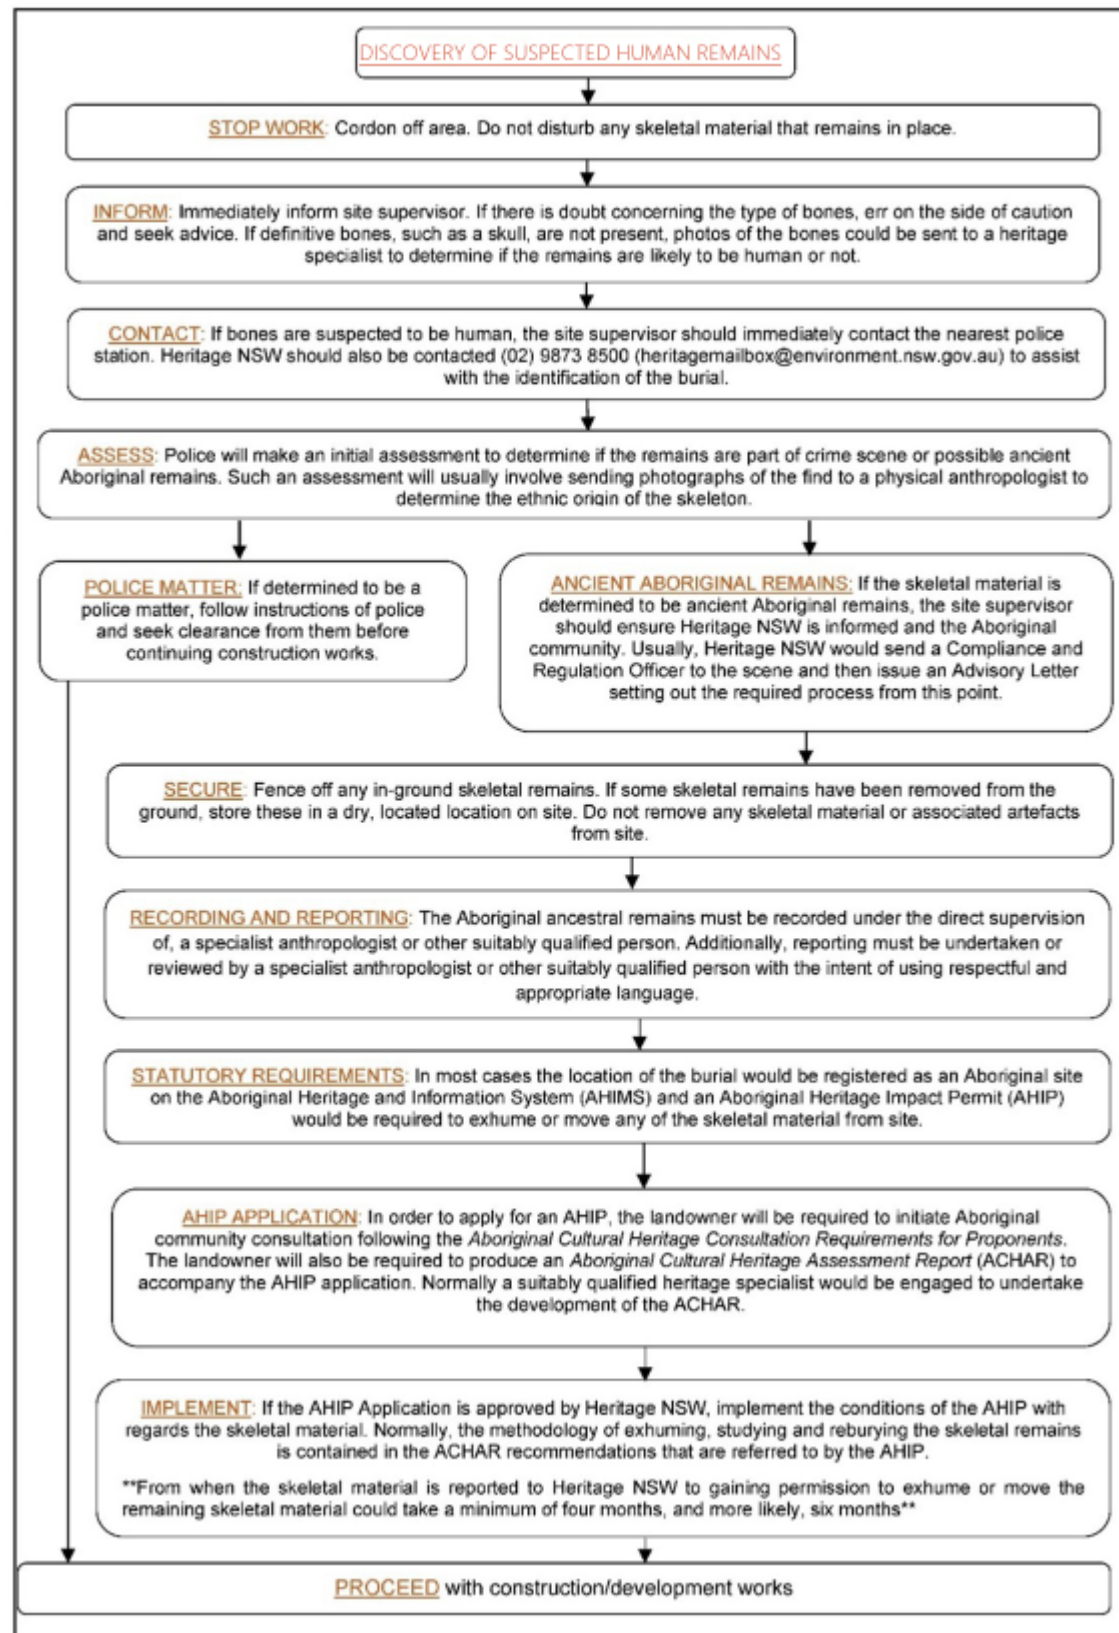 DISCOVERY OF SUSPECTED HUMAN REMAINS
STOP WORK: Cordon off area. Do not disturb any skeletal material that remains in place.
INFORM: Immediately inform site supervisor. If there is doubt concerning the type of bones, err on the side of caution
and seek advice. If definitive bones, such as a skull, are not present, photos of the bones could be sent to a heritage
specialist to determine if the remains are likely to be human or not.
CONTACT: If bones are suspected to be human, the site supervisor should immediately contact the nearest police
station. Heritage NSW should also be contacted (02) 9873 8500 (heritagemailbox@environment.nsw.gov.au) to assist
with the identification of the burial.
ASSESS: Police will make an initial assessment to determine if the remains are part of crime scene or possible ancient
Aboriginal remains. Such an assessment will usually involve sending photographs of the find to a physical anthropologist to
determine the ethnic origin of the skeleton.
POLICE MATTER: If determined to be a
police matter, follow instructions of police
and seek clearance from them before
continuing construction works.
ANCIENT ABORIGINAL REMAINS: If the skeletal material is
determined to be ancient Aboriginal remains, the site supervisor
should ensure Heritage NSW is informed and the Aboriginal
community. Usually, Heritage NSW would send a Compliance and
Regulation Officer to the scene and then issue an Advisory Letter
setting out the required process from this point.
SECURE: Fence off any in-ground skeletal remains. If some skeletal remains have been removed from the
ground, store these in a dry, located location on site. Do not remove any skeletal material or associated artefacts
from site.
RECORDING AND REPORTING: The Aboriginal ancestral remains must be recorded under the direct supervision
of, a specialist anthropologist or other suitably qualified person. Additionally, reporting must be undertaken or
reviewed by a specialist anthropologist or other suitably qualified person with the intent of using respectful and
appropriate language.
STATUTORY REQUIREMENTS: In most cases the location of the burial would be registered as an Aboriginal site
on the Aboriginal Heritage and Information System (AHIMS) and an Aboriginal Heritage Impact Permit (AHIP)
would be required to exhume or move any of the skeletal material from site.
AHIP APPLICATION: In order to apply for an AHIP, the landowner will be required to initiate Aboriginal
community consultation following the Aboriginal Cultural Heritage Consultation Requirements for Proponents.
The landowner will also be required to produce an Aboriginal Cultural Heritage Assessment Report (ACHAR) to
accompany the AHIP application. Normally a suitably qualified heritage specialist would be engaged to undertake
the development of the ACHAR.
IMPLEMENT: If the AHIP Application is approved by Heritage NSW, implement the conditions of the AHIP with
regards the skeletal material. Normally, the methodology of exhuming, studying and reburying the skeletal remains
is contained in the ACHAR recommendations that are referred to by the AHIP.
**From when the skeletal material is reported to Heritage NSW to gaining permission to exhume or move the
remaining skeletal material could take a minimum of four months, and more likely, six months**
PROCEED with construction/development works